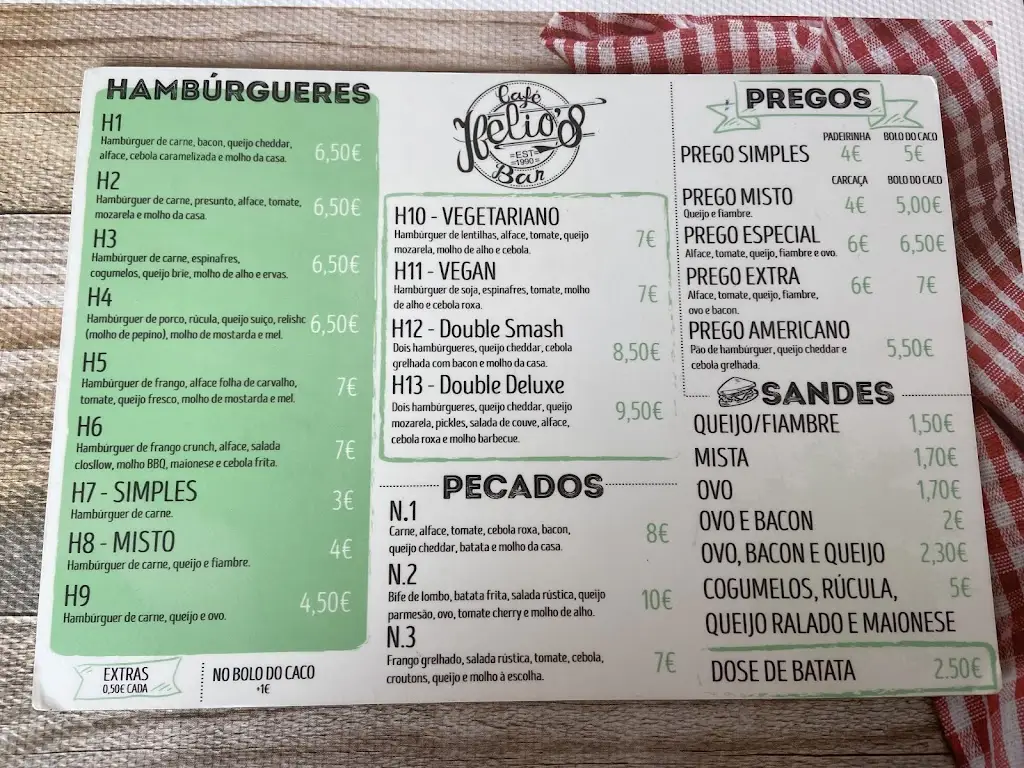 HAMBÚRGUERES
H1
Hambúrguer de carne, bacon, queijo cheddar,
alface, cebola caramelizada e molho da casa. 6,50€
H2
Hambúrguer de carne, presunto, alface, tomate,
mozarela e molho da casa. 6,50€
H3
Hambúrguer de carne, espinafres,
cogumelos, queijo brie, molho de alho e ervas. 6,50€
H4
Hambúrguer de porco, rúcula, queijo suíço, relishc
(molho de pepino), molho de mostarda e mel. 6,50€
H5
Hambúrguer de frango, alface folha de carvalho,
tomate, queijo fresco, molho de mostarda e mel. 7€
H6
Hambúrguer de frango crunch, alface, salada
closllow, molho BBQ, maionese e cebola frita. 7€
H7 - SIMPLES
Hambúrguer de carne. 3€
H8 - MISTO
Hambúrguer de carne, queijo e fiambre. 4€
H9
Hambúrguer de carne, queijo e ovo. 4,50€
EXTRAS
0,50€ CADA
NO BOLO DO CACO
+1€
Café
Helio's
EST
1990
Bar
H10 - VEGETARIANO
Hambúrguer de lentilhas, alface, tomate, queijo
mozarela, molho de alho e cebola. 7€
H11 - VEGAN
Hambúrguer de soja, espinafres, tomate, molho
de alho e cebola roxa. 7€
H12 - Double Smash
Dois hambúrgueres, queijo cheddar, cebola
grelhada com bacon e molho da casa. 8,50€
H13 - Double Deluxe
Dois hambúrgueres, queijo cheddar, queijo
mozarela, pickles, salada de couve, alface,
cebola roxa e molho barbecue. 9,50€
PECADOS
N.1
Carne, alface, tomate, cebola roxa, bacon,
queijo cheddar, batata e molho da casa. 8€
N.2
Bife de lombo, batata frita, salada rústica, queijo
parmesão, ovo, tomate cherry e molho de alho. 10€
N.3
Frango grelhado, salada rústica, tomate, cebola,
croutons, queijo e molho à escolha. 7€
PREGOS
PADEIRINHA BOLO DO CACO
PREGO SIMPLES 4€ 5€
CARCAÇA BOLO DO CACO
PREGO MISTO 4€ 5,00€
Queijo e fiambre.
PREGO ESPECIAL 6€ 6,50€
Alface, tomate, queijo, fiambre e ovo.
PREGO EXTRA 6€ 7€
Alface, tomate, queijo, fiambre,
ovo e bacon.
PREGO AMERICANO
Pão de hambúrguer, queijo cheddar e 5,50€
cebola grelhada.
SANDES
QUEIJO/FIAMBRE 1,50€
MISTA 1,70€
OVO 1,70€
OVO E BACON 2€
OVO, BACON E QUEIJO 2,30€
COGUMELOS, RÚCULA, 5€
QUEIJO RALADO E MAIONESE
DOSE DE BATATA 2.50€